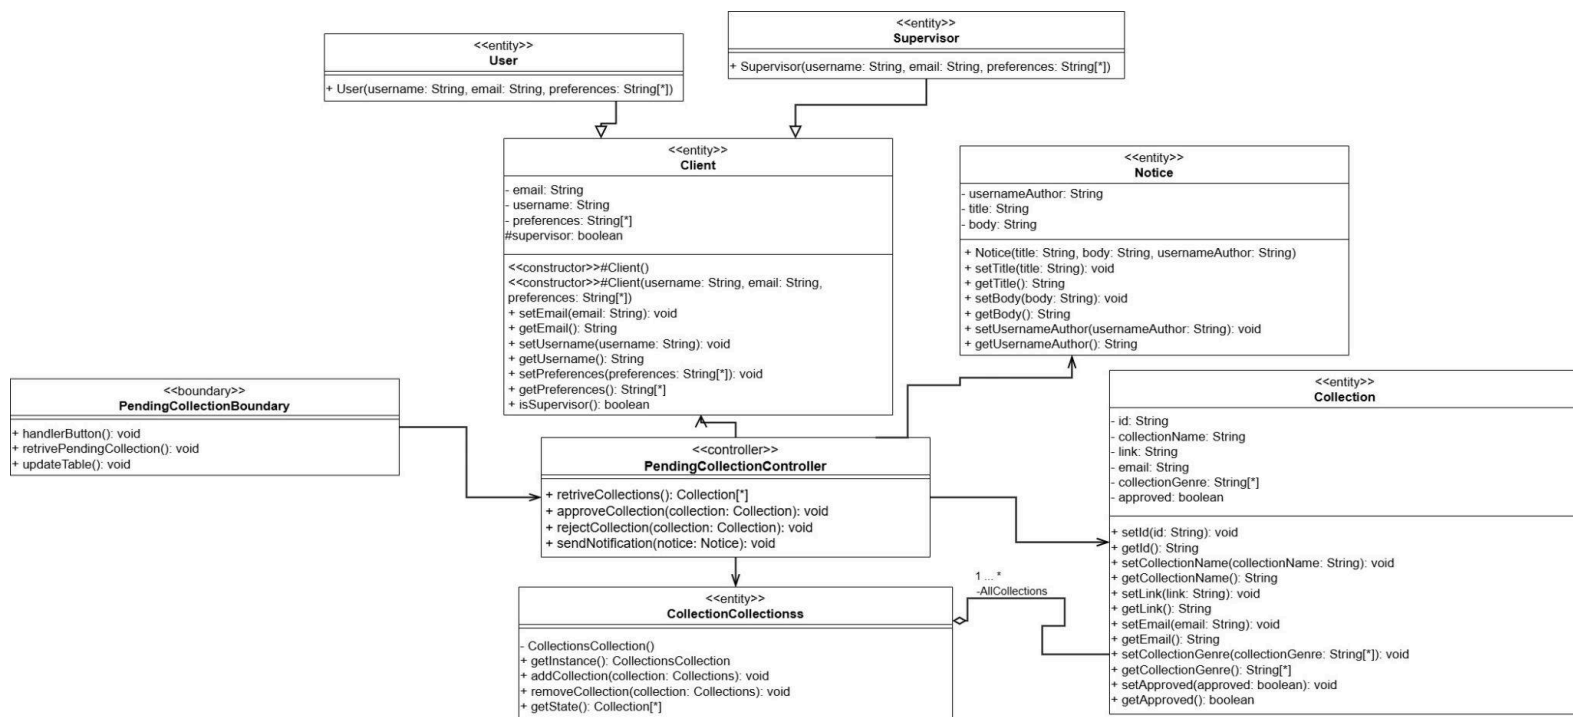 <<entity>>
User
+ User(username: String, email: String, preferences: String[*])
<<entity>>
Supervisor
+ Supervisor(username: String, email: String, preferences: String[*])
<<entity>>
Client
- email: String
- username: String
- preferences: String[*]
#supervisor: boolean
<<constructor>>#Client()
<<constructor>>#Client(username: String, email: String,
preferences: String[*])
+ setEmail(email: String): void
+ getEmail(): String
+ setUsername(username: String): void
+ getUsername(): String
+ setPreferences(preferences: String[*]): void
+ getPreferences(): String[*]
+ isSupervisor(): boolean
<<entity>>
Notice
- usernameAuthor: String
- title: String
- body: String
+ Notice(title: String, body: String, usernameAuthor: String)
+ setTitle(title: String): void
+ getTitle(): String
+ setBody(body: String): void
+ getBody(): String
+ setUsernameAuthor(usernameAuthor: String): void
+ getUsernameAuthor(): String
<<boundary>>
PendingCollectionBoundary
+ handlerButton(): void
+ retrivePendingCollection(): void
+ updateTable(): void
<<controller>>
PendingCollectionController
+ retriveCollections(): Collection[*]
+ approveCollection(collection: Collection): void
+ rejectCollection(collection: Collection): void
+ sendNotification(notice: Notice): void
<<entity>>
Collection
- id: String
- collectionName: String
- link: String
- email: String
- collectionGenre: String[*]
- approved: boolean
+ setId(id: String): void
+ getId(): String
+ setCollectionName(collectionName: String): void
+ getCollectionName(): String
+ setLink(link: String): void
+ getLink(): String
+ setEmail(email: String): void
+ getEmail(): String
+ setCollectionGenre(collectionGenre: String[*]): void
+ getCollectionGenre(): String[*]
+ setApproved(approved: boolean): void
+ getApproved(): boolean
<<entity>>
CollectionCollectionss
- CollectionsCollection()
+ getInstance(): CollectionsCollection
+ addCollection(collection: Collections): void
+ removeCollection(collection: Collections): void
+ getState(): Collection[*]
1 ... *
-AllCollections